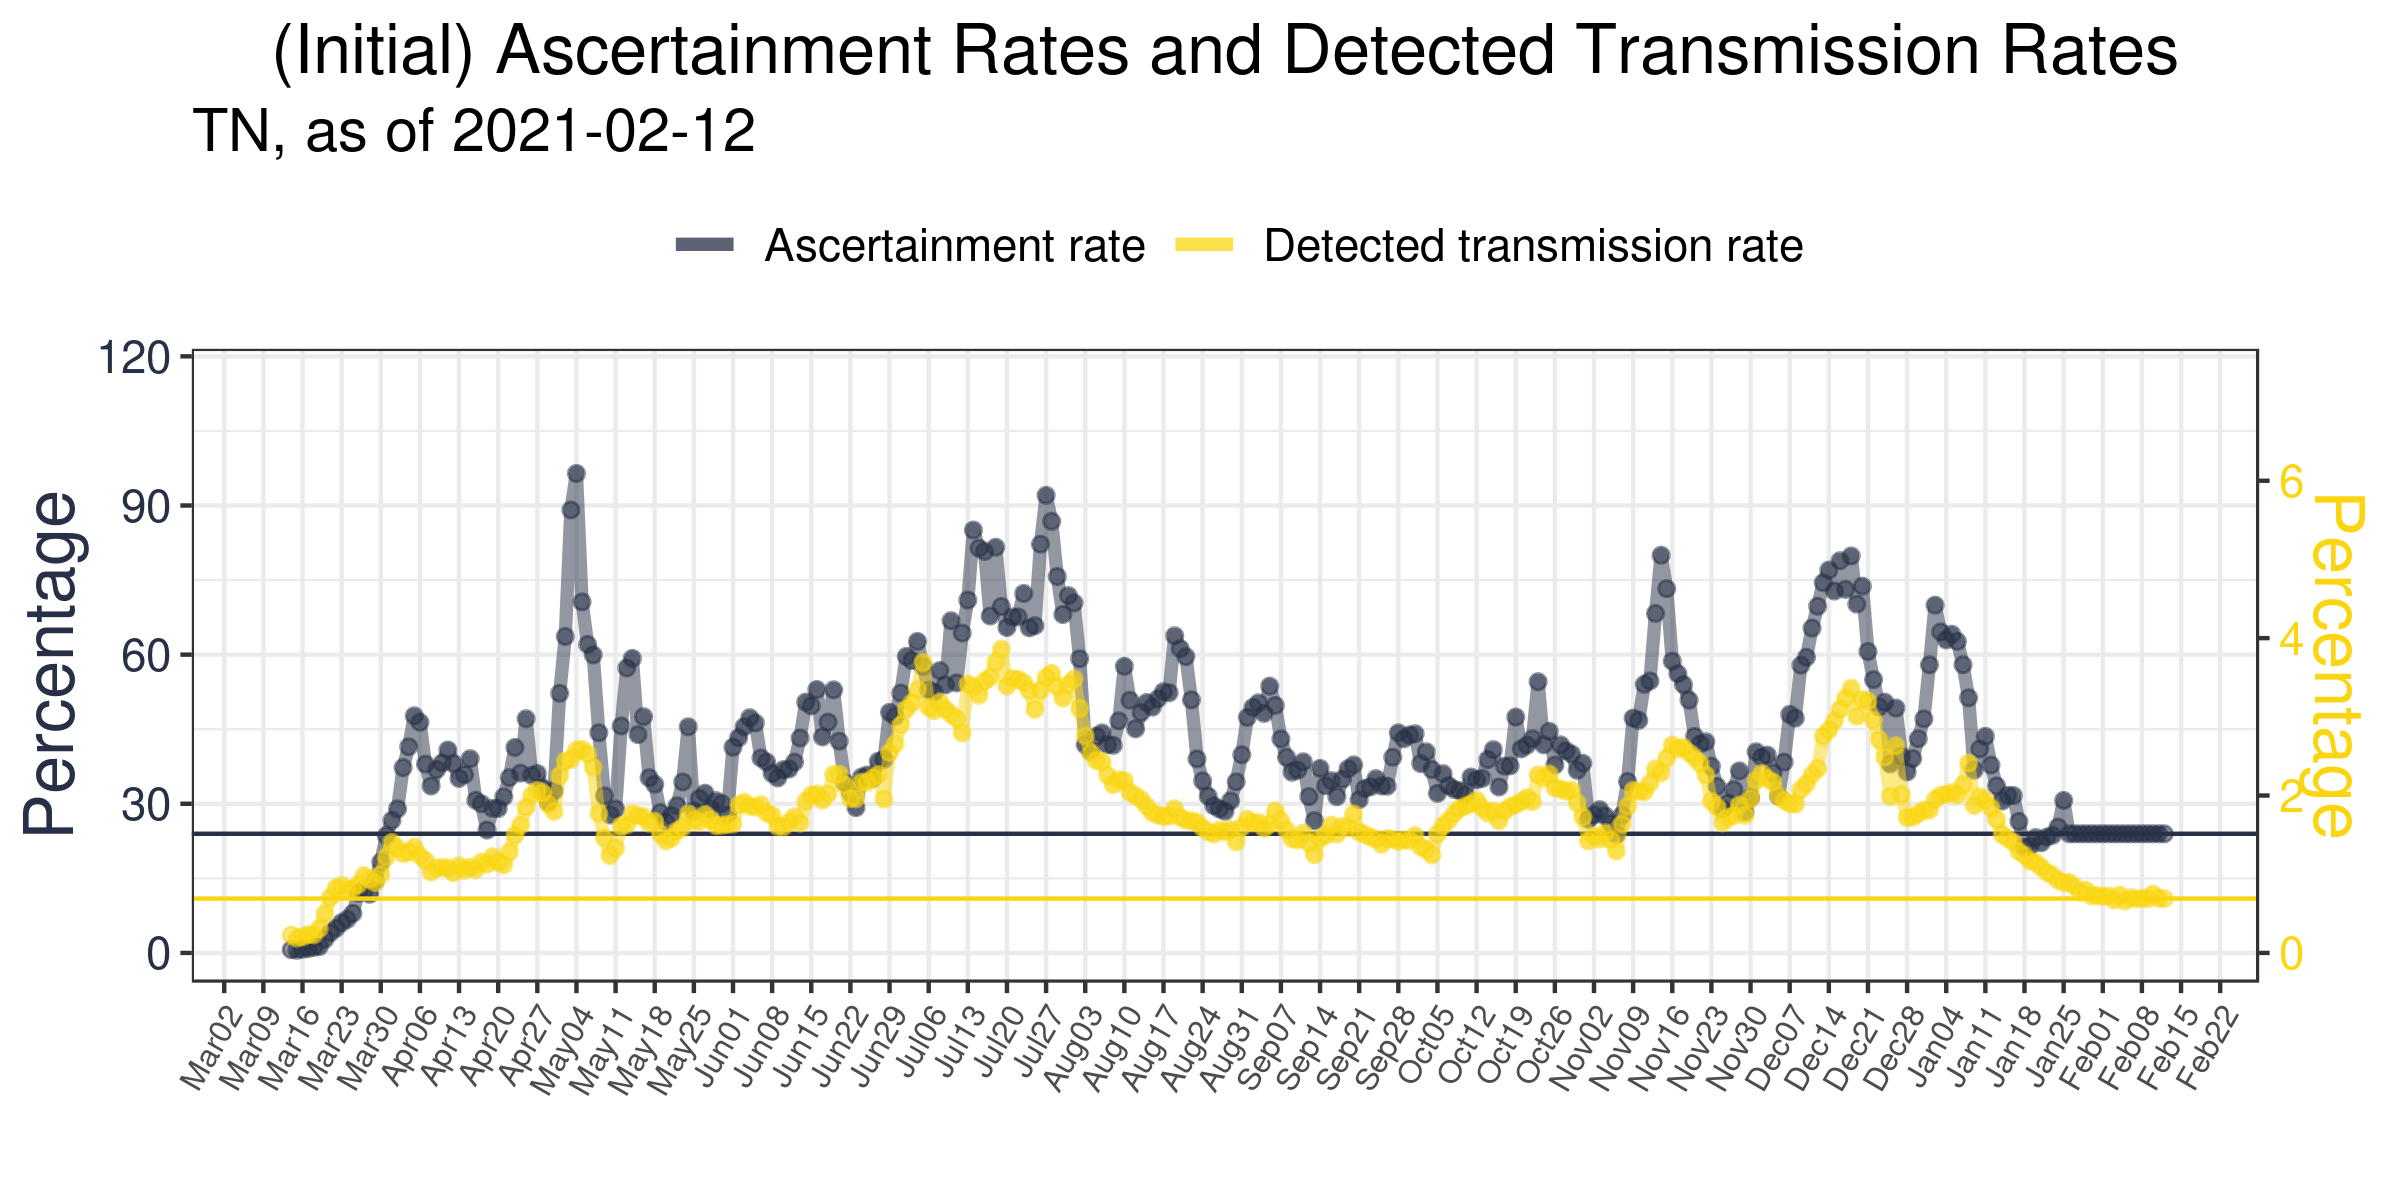 (Initial) Ascertainment Rates and Detected Transmission Rates
TN, as of 2021-02-12
Ascertainment rate Detected transmission rate
Percentage
120
90
60
30
0
6
4
2
0
Percentage
Mar02 Mar09 Mar16 Mar23 Mar30 Apr06 Apr13 Apr20 Apr27 May04 May11 May18 May25 Jun01 Jun08 Jun15 Jun22 Jun29 Jul06 Jul13 Jul20 Jul27 Aug03 Aug10 Aug17 Aug24 Aug31 Sep07 Sep14 Sep21 Sep28 Oct05 Oct12 Oct19 Oct26 Nov02 Nov09 Nov16 Nov23 Nov30 Dec07 Dec14 Dec21 Dec28 Jan04 Jan11 Jan18 Jan25 Feb01 Feb08 Feb15 Feb22